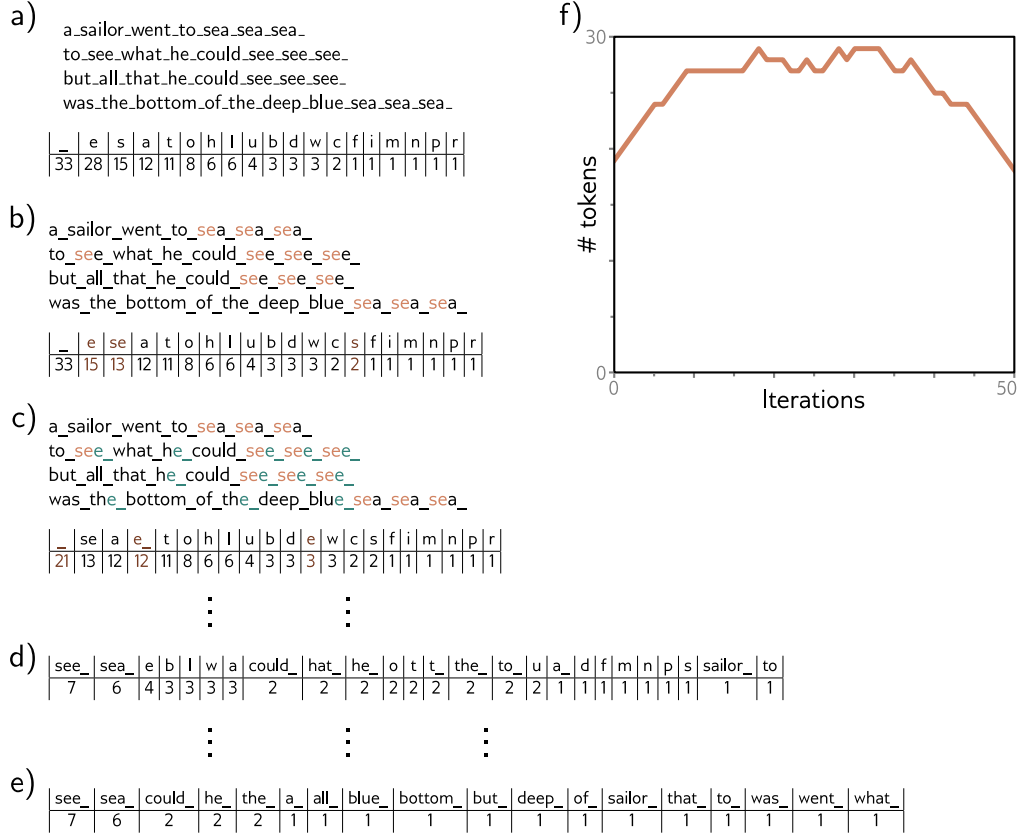 a)
a_sailor_went_to_sea_sea_sea_
to_see_what_he_could_see_see_see_
but_all_that_he_could_see_see_see_
was_the_bottom_of_the_deep_blue_sea_sea_sea_
_ e s a t o h l u b d w c f i m n p r
33 28 15 12 11 8 6 6 4 3 3 3 2 1 1 1 1 1 1
b)
a_sailor_went_to_sea_sea_sea_
to_see_what_he_could_see_see_see_
but_all_that_he_could_see_see_see_
was_the_bottom_of_the_deep_blue_sea_sea_sea_
_ e se a t o h l u b d w c s f i m n p r
33 15 13 12 11 8 6 6 4 3 3 3 2 2 1 1 1 1 1 1
c)
a_sailor_went_to_sea_sea_sea_
to_see_what_he_could_see_see_see_
but_all_that_he_could_see_see_see_
was_the_bottom_of_the_deep_blue_sea_sea_sea_
_ se a e_ t o h l u b d e w c s f i m n p r
21 13 12 12 11 8 6 6 4 3 3 3 3 2 2 1 1 1 1 1 1
d)
see_ sea_ e b l w a could_ hat_ he_ o t t_ the_ to_ u a_ d f m n p s sailor_ to
7 6 4 3 3 3 3 2 2 2 2 2 2 2 2 2 1 1 1 1 1 1 1 1 1
e)
see_ sea_ could_ he_ the_ a_ all_ blue_ bottom_ but_ deep_ of_ sailor_ that_ to_ was_ went_ what_
7 6 2 2 2 1 1 1 1 1 1 1 1 1 1 1 1 1
f)
30
# tokens
0
0 50
Iterations